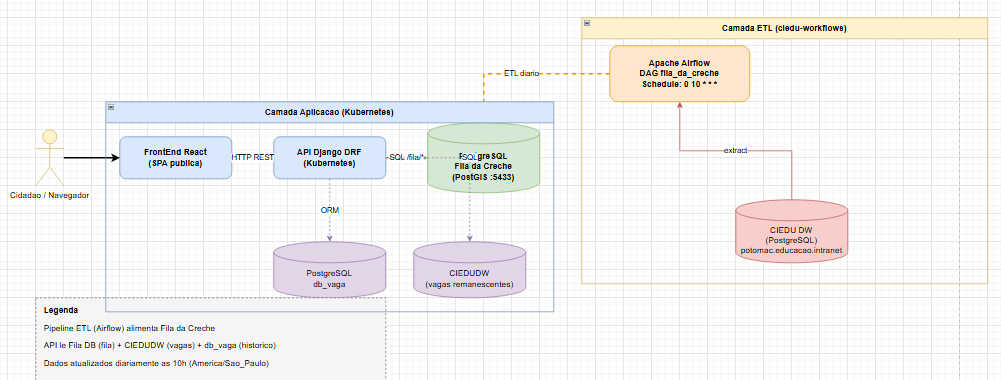 Camada ETL (ciedu-workflows)
Apache Airflow
DAG fila_da_creche
Schedule: 0 10 * * *
ETL diario
Camada Aplicacao (Kubernetes)
Cidadao / Navegador
FrontEnd React
(SPA publica)
HTTP REST
API Django DRF
(Kubernetes)
SQL /fila/*
SQL
Fila da Creche
(PostGIS :5433)
extract
ORM
CIEDU DW
(PostgreSQL)
potomac.educacao.intranet
PostgreSQL
db_vaga
CIEDUDW
(vagas remanescentes)
Legenda
Pipeline ETL (Airflow) alimenta Fila da Creche
API le Fila DB (fila) + CIEDUDW (vagas) + db_vaga (historico)
Dados atualizados diariamente as 10h (America/Sao_Paulo)